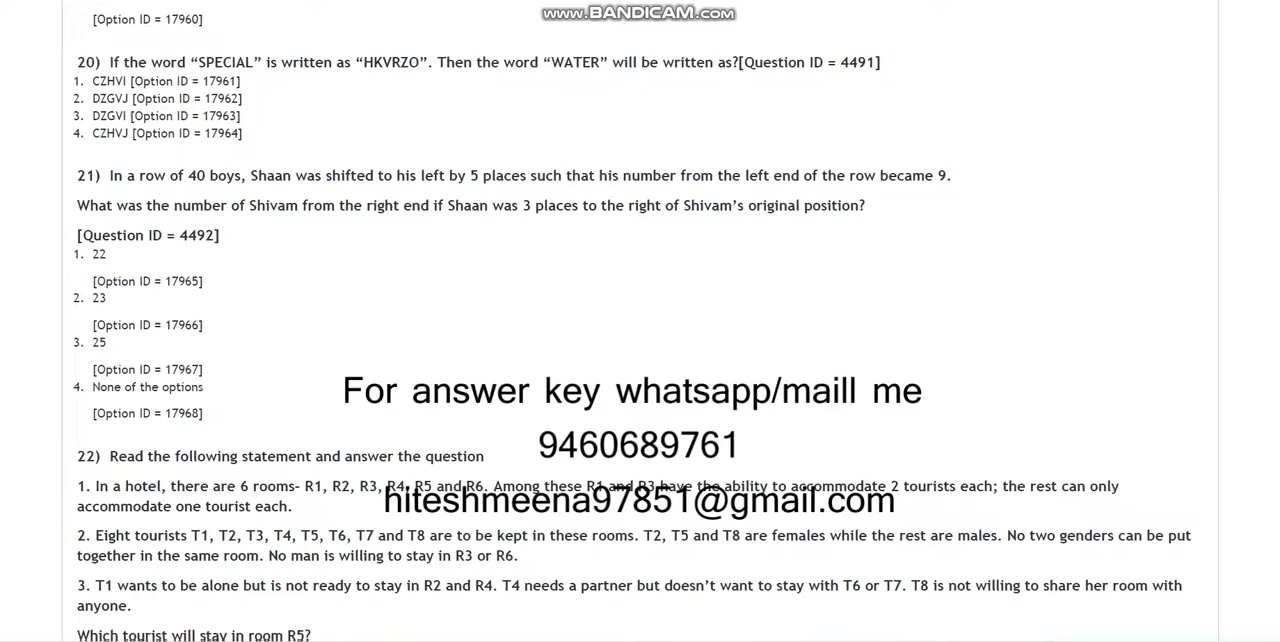 www.BANDICAM.com
[Option ID = 17960]
20) If the word “SPECIAL” is written as “HKVRZO”. Then the word “WATER” will be written as?[Question ID = 4491]
1. CZHVI [Option ID = 17961]
2. DZGVJ [Option ID = 17962]
3. DZGVI [Option ID = 17963]
4. CZHVJ [Option ID = 17964]
21) In a row of 40 boys, Shaan was shifted to his left by 5 places such that his number from the left end of the row became 9.
What was the number of Shivam from the right end if Shaan was 3 places to the right of Shivam’s original position?
[Question ID = 4492]
1. 22
[Option ID = 17965]
2. 23
[Option ID = 17966]
3. 25
[Option ID = 17967]
4. None of the options
[Option ID = 17968]
For answer key whatsapp/maill me
9460689761
hiteshmeena97851@gmail.com
22) Read the following statement and answer the question
1. In a hotel, there are 6 rooms- R1, R2, R3, R4, R5 and R6. Among these R1 and R3 have the ability to accommodate 2 tourists each; the rest can only
accommodate one tourist each.
2. Eight tourists T1, T2, T3, T4, T5, T6, T7 and T8 are to be kept in these rooms. T2, T5 and T8 are females while the rest are males. No two genders can be put
together in the same room. No man is willing to stay in R3 or R6.
3. T1 wants to be alone but is not ready to stay in R2 and R4. T4 needs a partner but doesn’t want to stay with T6 or T7. T8 is not willing to share her room with
anyone.
Which tourist will stay in room R5?